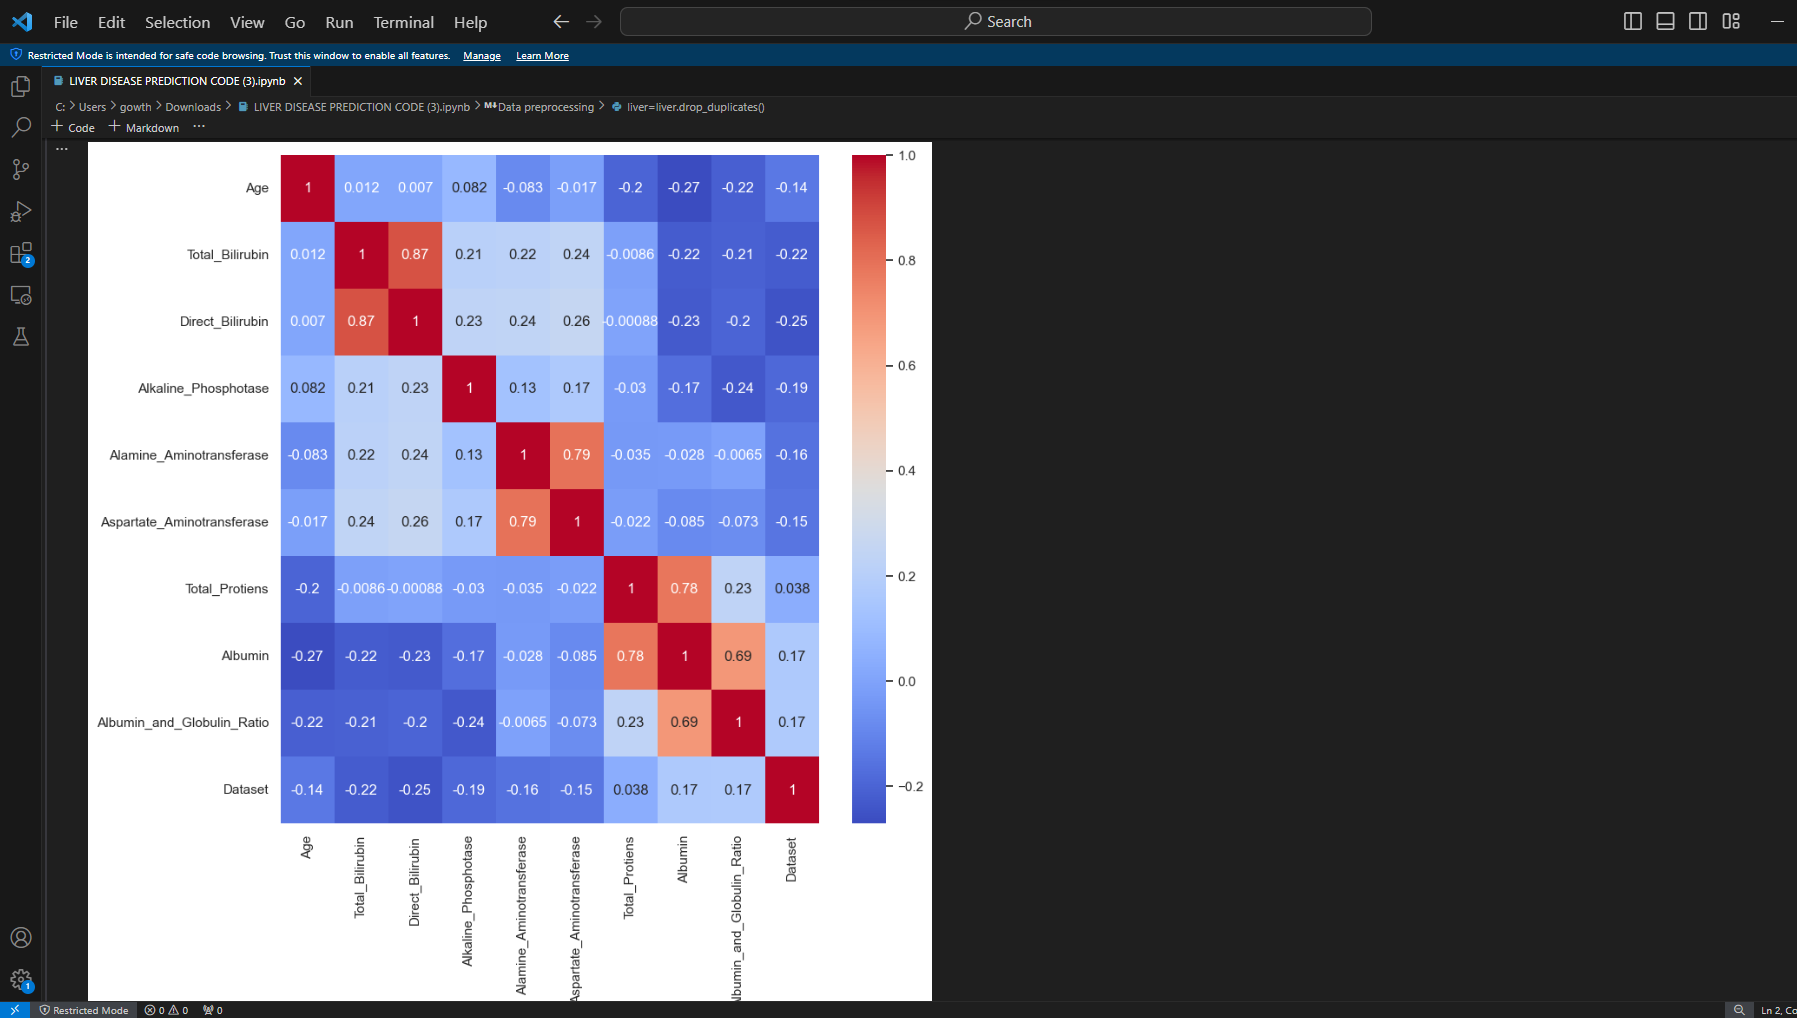 File Edit Selection View Go Run Terminal Help Search
Restricted Mode is intended for safe code browsing. Trust this window to enable all features. Manage Learn More
LIVER DISEASE PREDICTION CODE (3).ipynb
C: > Users > gowth > Downloads > LIVER DISEASE PREDICTION CODE (3).ipynb > M↓Data preprocessing > liver=liver.drop_duplicates()
+ Code + Markdown ...
...
Age 1 0.012 0.007 0.082 -0.083 -0.017 -0.2 -0.27 -0.22 -0.14
Total_Bilirubin 0.012 1 0.87 0.21 0.22 0.24 -0.0086 -0.22 -0.21 -0.22
Direct_Bilirubin 0.007 0.87 1 0.23 0.24 0.26 -0.00088 -0.23 -0.2 -0.25
Alkaline_Phosphotase 0.082 0.21 0.23 1 0.13 0.17 -0.03 -0.17 -0.24 -0.19
Alamine_Aminotransferase -0.083 0.22 0.24 0.13 1 0.79 -0.035 -0.028 -0.0065 -0.16
Aspartate_Aminotransferase -0.017 0.24 0.26 0.17 0.79 1 -0.022 -0.085 -0.073 -0.15
Total_Protiens -0.2 -0.0086 -0.00088 -0.03 -0.035 -0.022 1 0.78 0.23 0.038
Albumin -0.27 -0.22 -0.23 -0.17 -0.028 -0.085 0.78 1 0.69 0.17
Albumin_and_Globulin_Ratio -0.22 -0.21 -0.2 -0.24 -0.0065 -0.073 0.23 0.69 1 0.17
Dataset -0.14 -0.22 -0.25 -0.19 -0.16 -0.15 0.038 0.17 0.17 1
Age
Total_Bilirubin
Direct_Bilirubin
Alkaline_Phosphotase
Alamine_Aminotransferase
Aspartate_Aminotransferase
Total_Protiens
Albumin
lbumin_and_Globulin_Ratio
Dataset
1.0
0.8
0.6
0.4
0.2
0.0
−0.2
2
1
Restricted Mode 0 0 0 Ln 2, Co